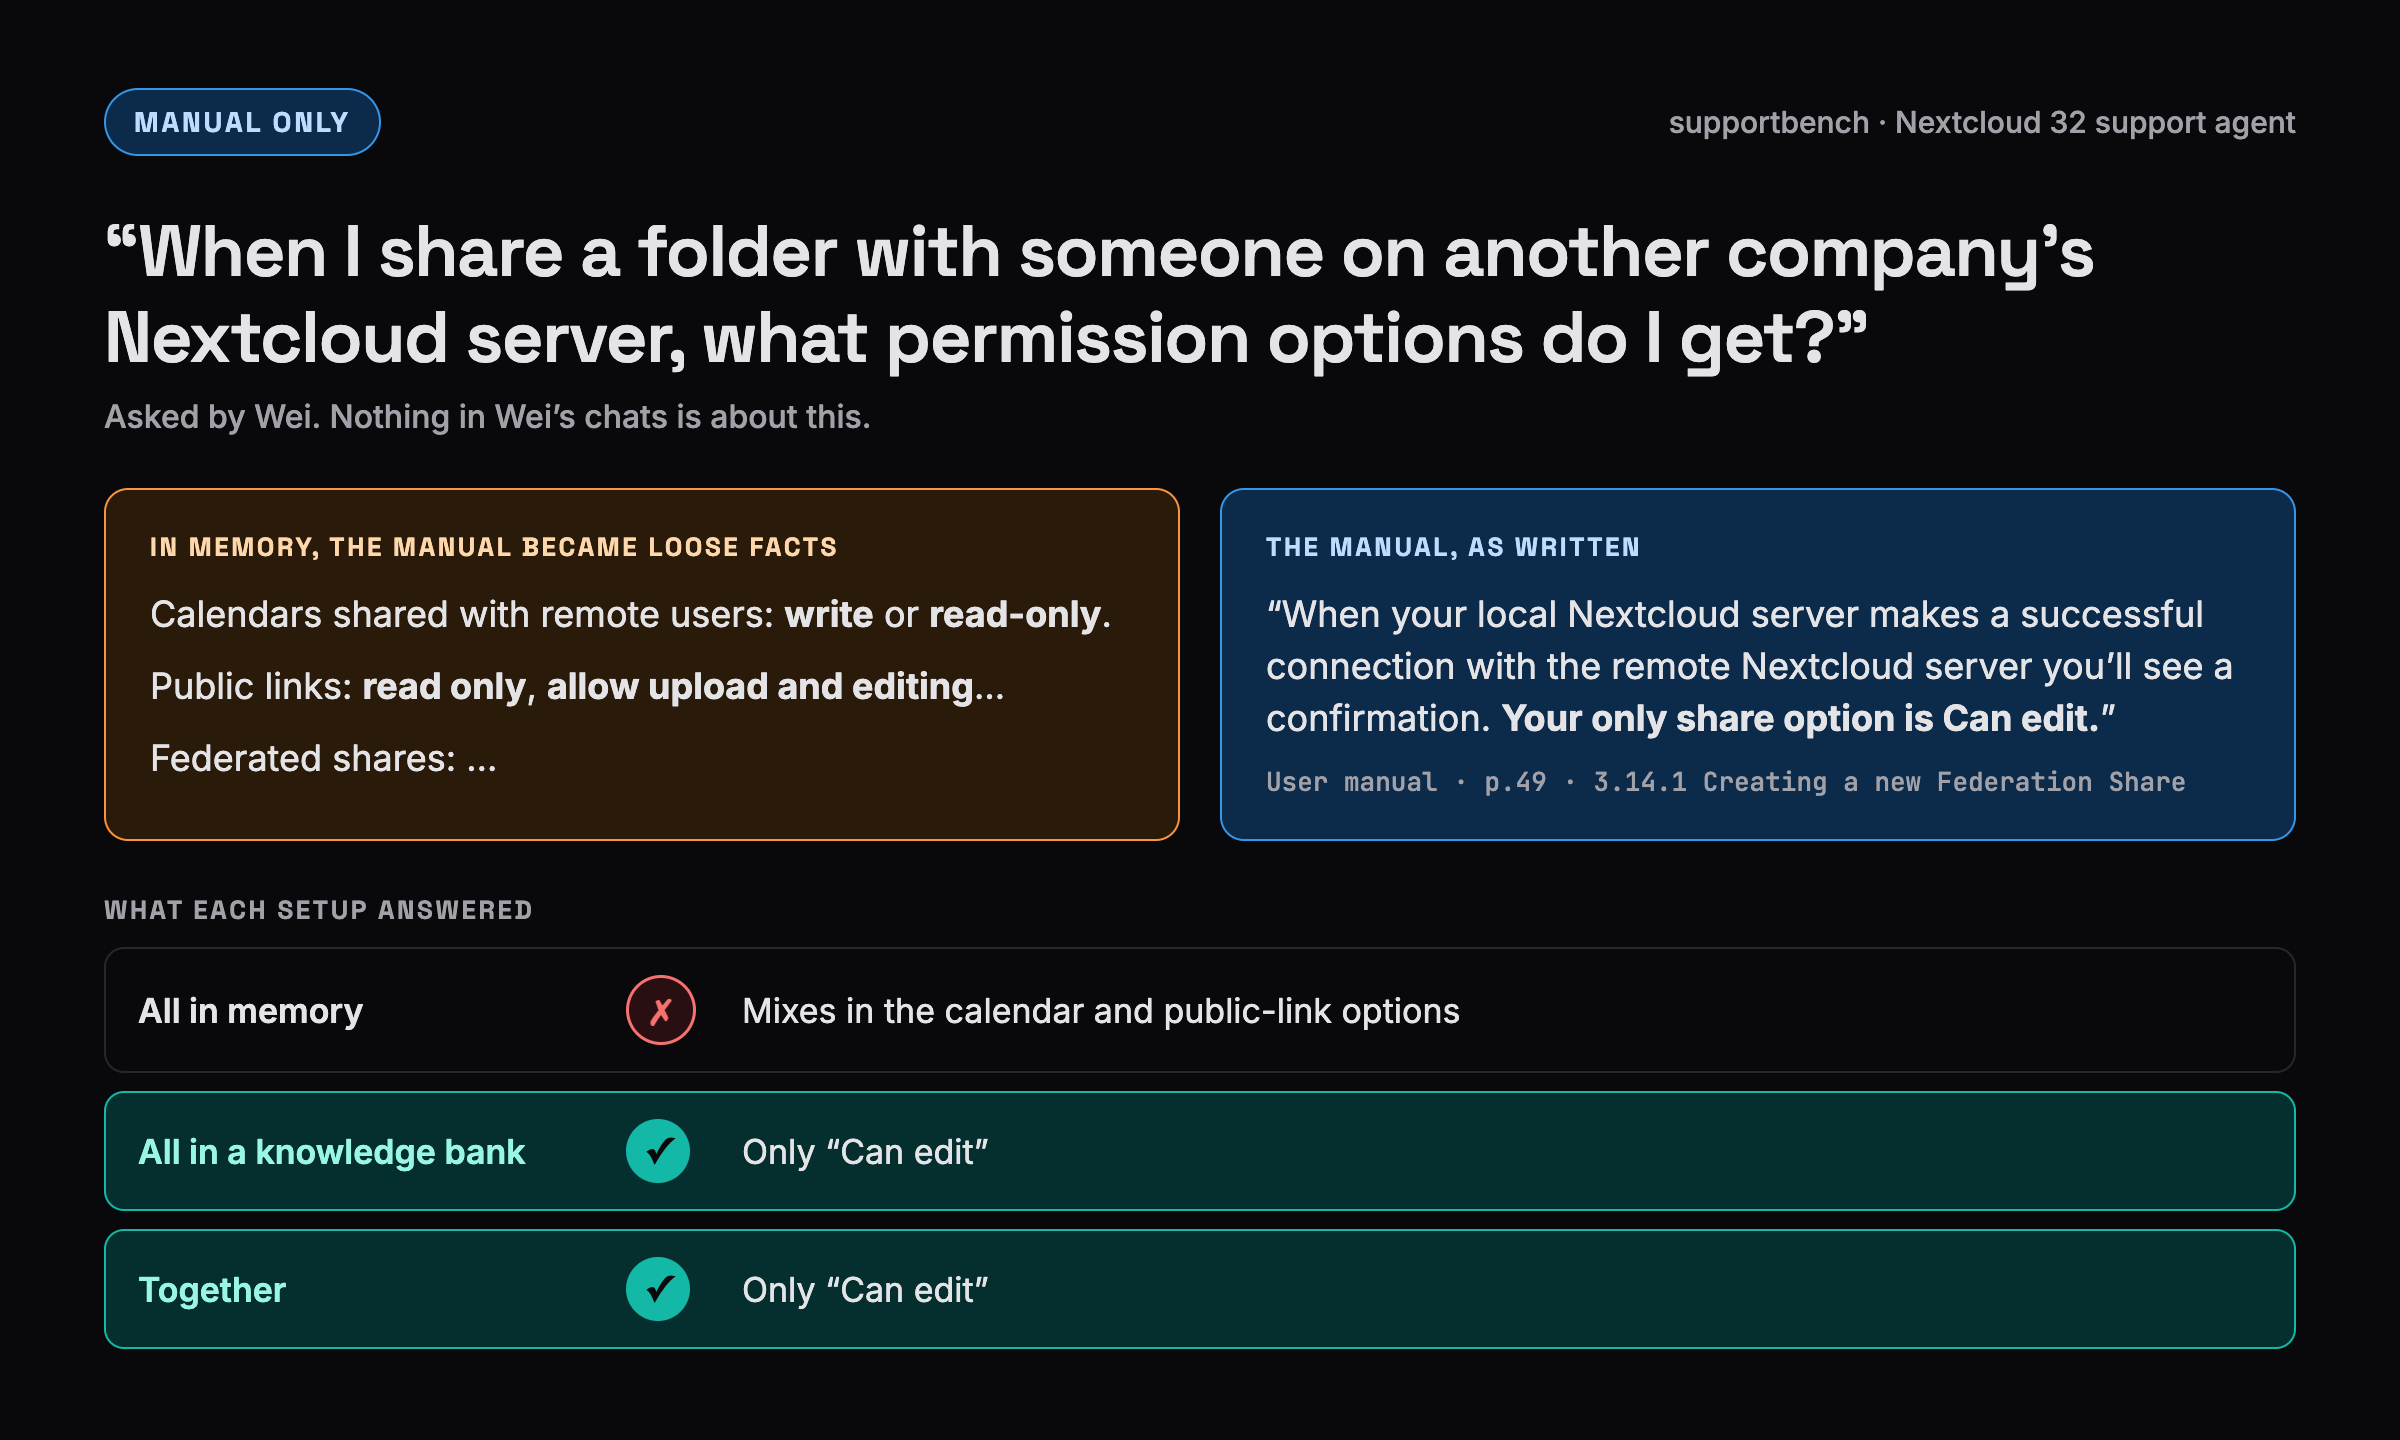 MANUAL ONLY
supportbench · Nextcloud 32 support agent
“When I share a folder with someone on another company’s
Nextcloud server, what permission options do I get?”
Asked by Wei. Nothing in Wei’s chats is about this.
IN MEMORY, THE MANUAL BECAME LOOSE FACTS
Calendars shared with remote users: write or read-only.
Public links: read only, allow upload and editing...
Federated shares: ...
THE MANUAL, AS WRITTEN
“When your local Nextcloud server makes a successful
connection with the remote Nextcloud server you’ll see a
confirmation. Your only share option is Can edit.”
User manual · p.49 · 3.14.1 Creating a new Federation Share
WHAT EACH SETUP ANSWERED
All in memory ✗ Mixes in the calendar and public-link options
All in a knowledge bank ✓ Only “Can edit”
Together ✓ Only “Can edit”